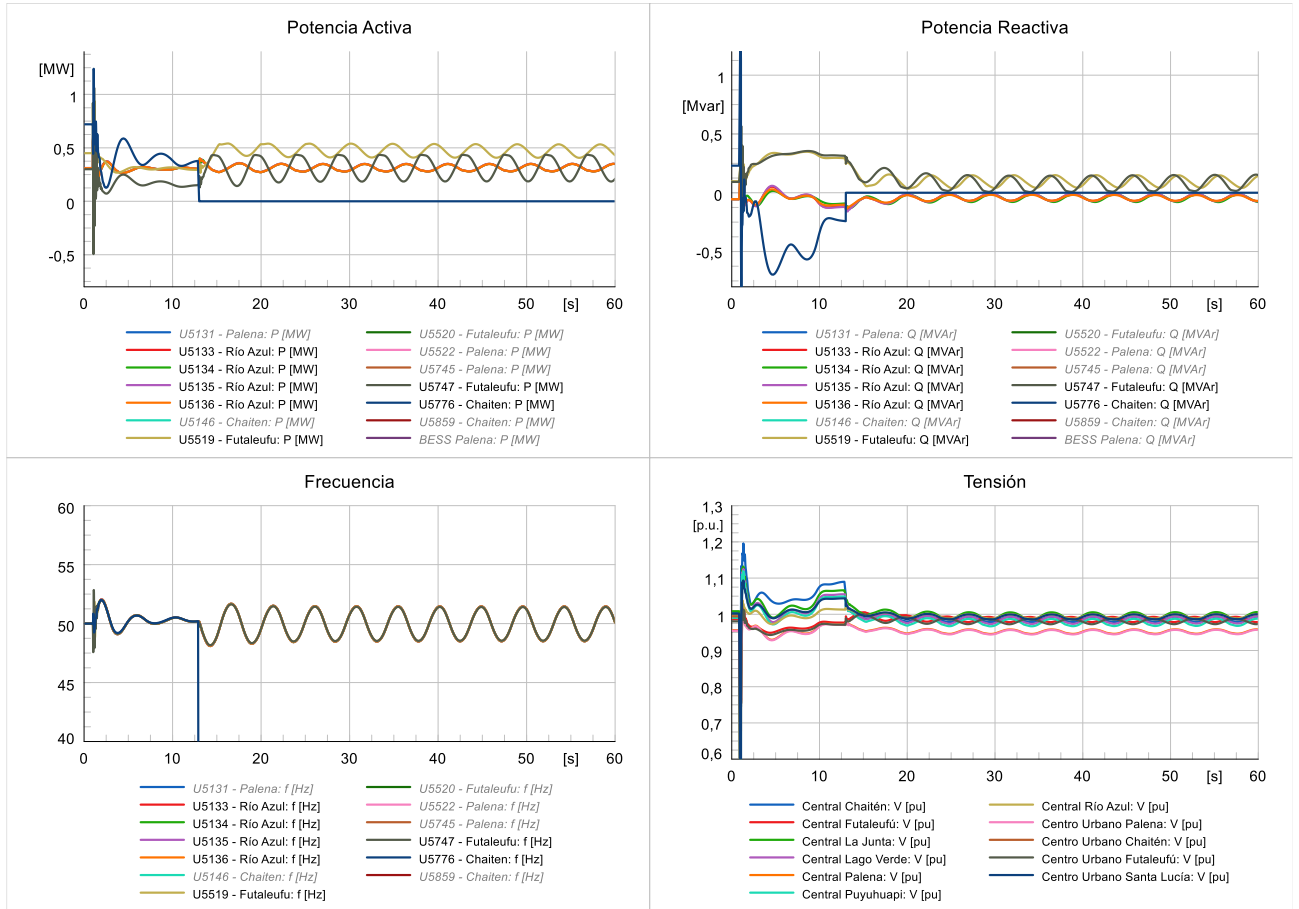 Potencia Activa
[MW]
1
0,5
0
-0,5
0 10 20 30 40 50 [s] 60
U5131 - Palena: P [MW] U5520 - Futaleufu: P [MW]
U5133 - Río Azul: P [MW] U5522 - Palena: P [MW]
U5134 - Río Azul: P [MW] U5745 - Palena: P [MW]
U5135 - Río Azul: P [MW] U5747 - Futaleufu: P [MW]
U5136 - Río Azul: P [MW] U5776 - Chaiten: P [MW]
U5146 - Chaiten: P [MW] U5859 - Chaiten: P [MW]
U5519 - Futaleufu: P [MW] BESS Palena: P [MW]
Potencia Reactiva
1
[Mvar]
0,5
0
-0,5
0 10 20 30 40 50 [s] 60
U5131 - Palena: Q [MVAr] U5520 - Futaleufu: Q [MVAr]
U5133 - Río Azul: Q [MVAr] U5522 - Palena: Q [MVAr]
U5134 - Río Azul: Q [MVAr] U5745 - Palena: Q [MVAr]
U5135 - Río Azul: Q [MVAr] U5747 - Futaleufu: Q [MVAr]
U5136 - Río Azul: Q [MVAr] U5776 - Chaiten: Q [MVAr]
U5146 - Chaiten: Q [MVAr] U5859 - Chaiten: Q [MVAr]
U5519 - Futaleufu: Q [MVAr] BESS Palena: Q [MVAr]
Frecuencia
60
55
50
45
40
0 10 20 30 40 50 [s] 60
U5131 - Palena: f [Hz] U5520 - Futaleufu: f [Hz]
U5133 - Río Azul: f [Hz] U5522 - Palena: f [Hz]
U5134 - Río Azul: f [Hz] U5745 - Palena: f [Hz]
U5135 - Río Azul: f [Hz] U5747 - Futaleufu: f [Hz]
U5136 - Río Azul: f [Hz] U5776 - Chaiten: f [Hz]
U5146 - Chaiten: f [Hz] U5859 - Chaiten: f [Hz]
U5519 - Futaleufu: f [Hz]
Tensión
1,3
[p.u.]
1,2
1,1
1
0,9
0,8
0,7
0,6
0 10 20 30 40 50 [s] 60
Central Chaitén: V [pu] Central Río Azul: V [pu]
Central Futaleufú: V [pu] Centro Urbano Palena: V [pu]
Central La Junta: V [pu] Centro Urbano Chaitén: V [pu]
Central Lago Verde: V [pu] Centro Urbano Futaleufú: V [pu]
Central Palena: V [pu] Centro Urbano Santa Lucía: V [pu]
Central Puyuhuapi: V [pu]